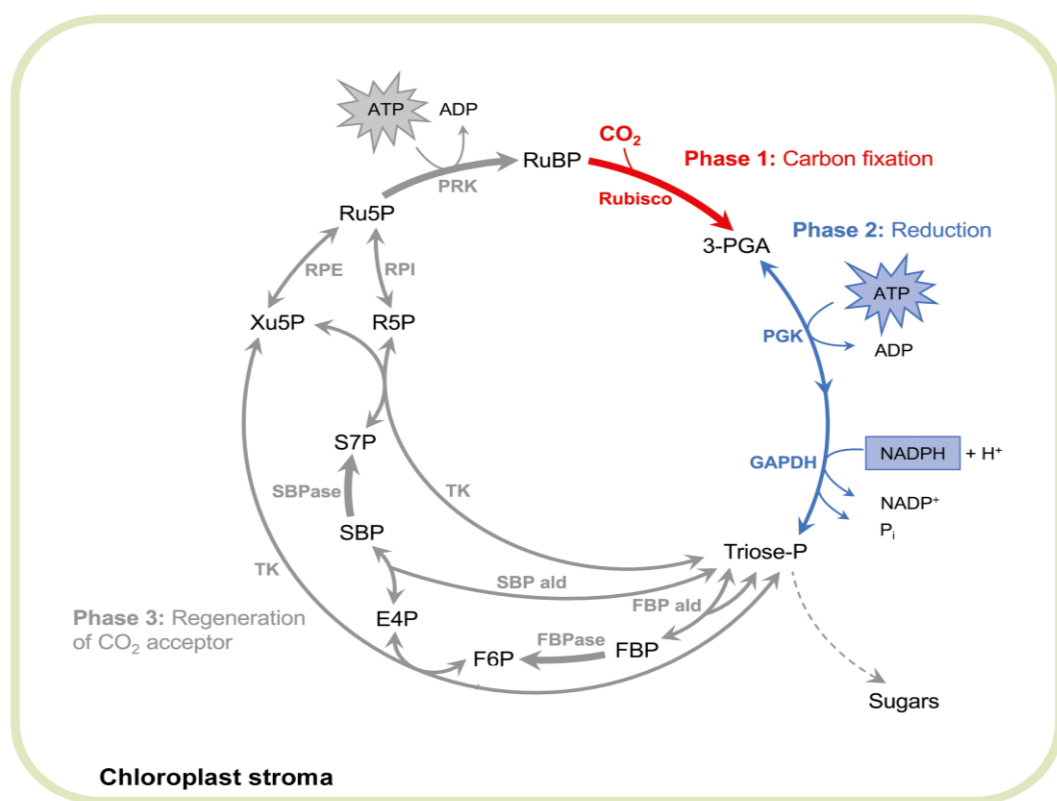 ATP
ADP
PRK
RuBP
CO₂
Rubisco
Phase 1: Carbon fixation
3-PGA
Phase 2: Reduction
ATP
ADP
PGK
GAPDH
NADPH + H⁺
NADP⁺
Pᵢ
Triose-P
Sugars
Ru5P
RPE
RPI
Xu5P
R5P
S7P
SBPase
SBP
TK
TK
SBP ald
FBP ald
E4P
FBPase
F6P
FBP
Phase 3: Regeneration
of CO₂ acceptor
Chloroplast stroma